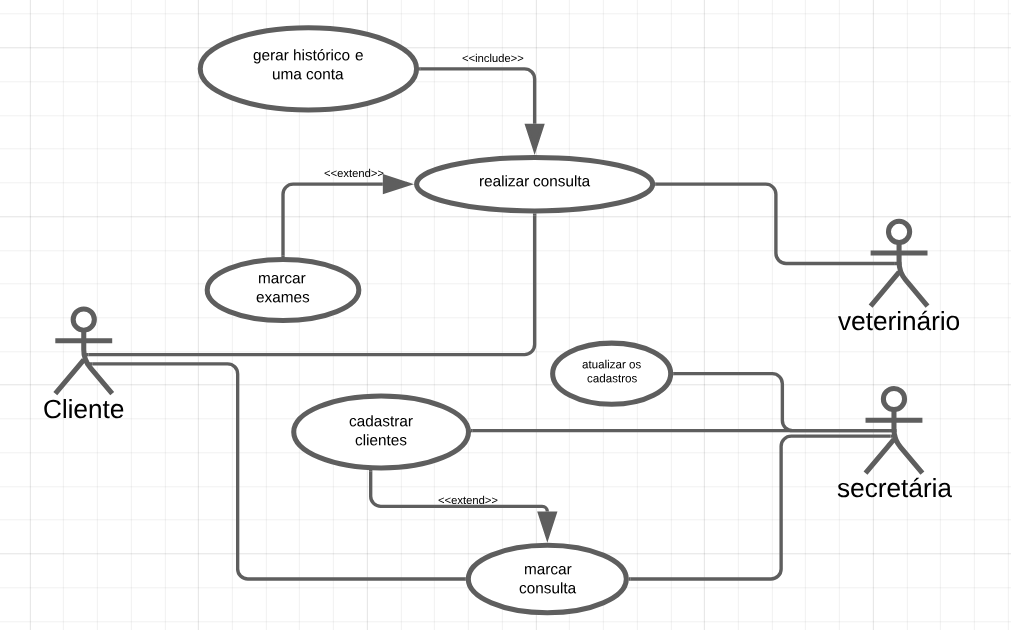 gerar histórico e
uma conta
<<include>>
<<extend>>
realizar consulta
marcar
exames
veterinário
Cliente
atualizar os
cadastros
cadastrar
clientes
secretária
<<extend>>
marcar
consulta